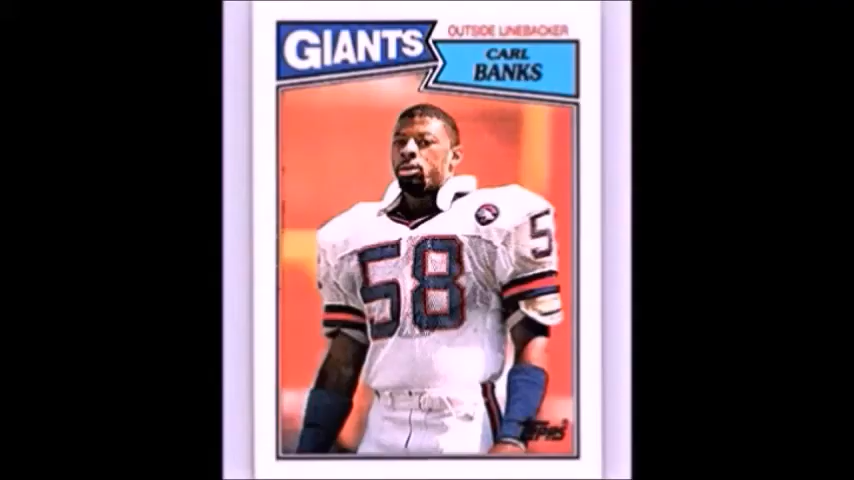 GIANTS
OUTSIDE LINEBACKER
CARL
BANKS
58
5
Topps